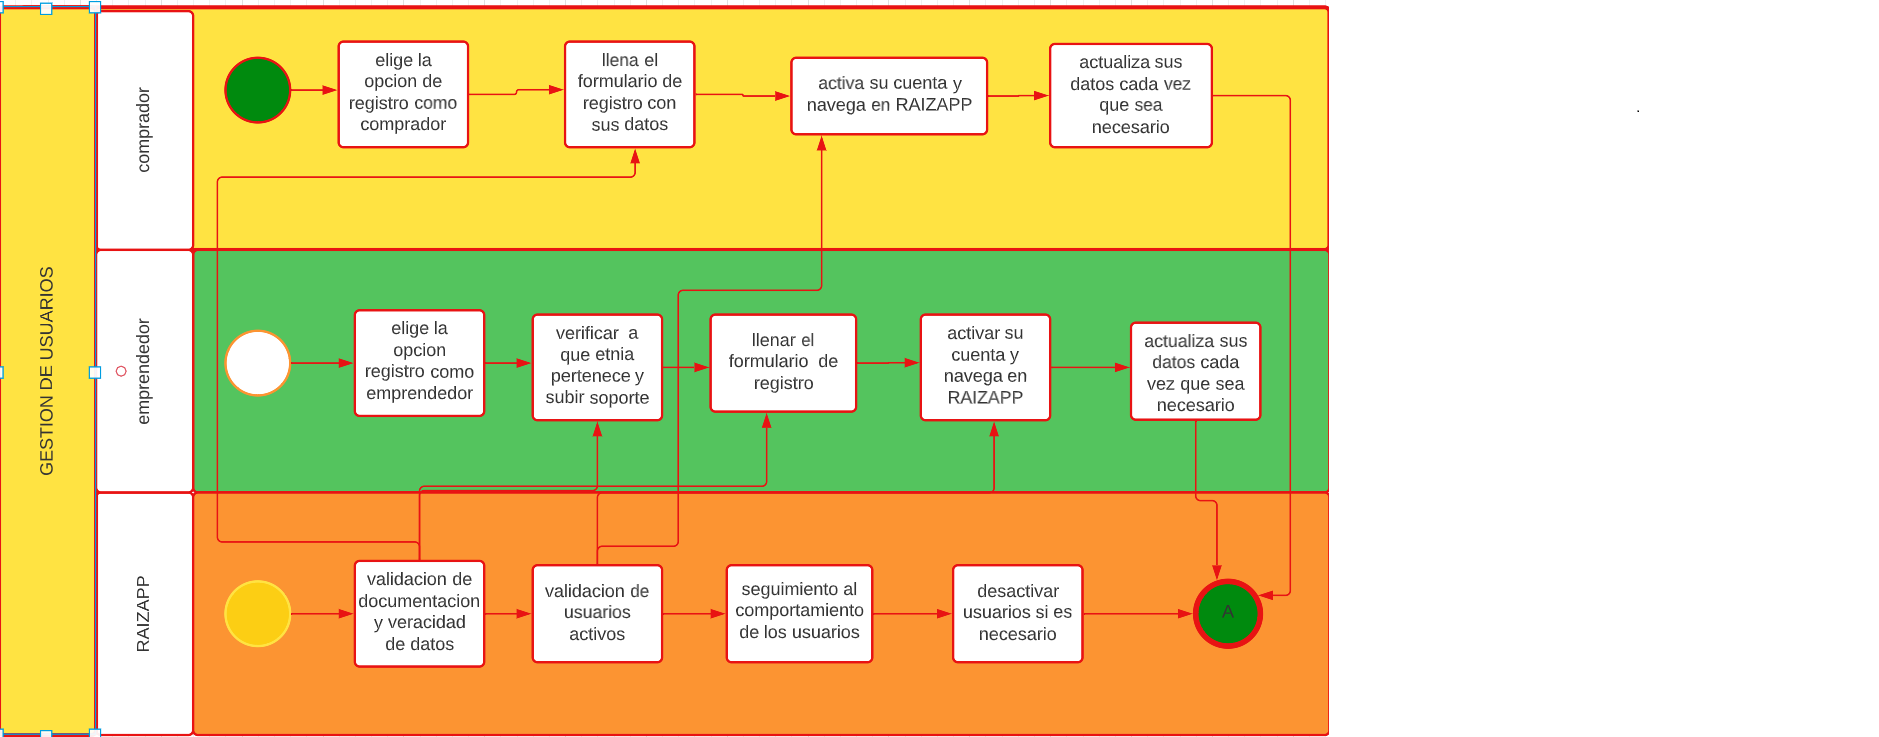 GESTION DE USUARIOS
comprador
elige la
opcion de
registro como
comprador
llena el
formulario de
registro con
sus datos
activa su cuenta y
navega en RAIZAPP
actualiza sus
datos cada vez
que sea
necesario
.
emprendedor
elige la
opcion
registro como
emprendedor
verificar a
que etnia
pertenece y
subir soporte
llenar el
formulario de
registro
activar su
cuenta y
navega en
RAIZAPP
actualiza sus
datos cada
vez que sea
necesario
RAIZAPP
validacion de
documentacion
y veracidad
de datos
validacion de
usuarios
activos
seguimiento al
comportamiento
de los usuarios
desactivar
usuarios si es
necesario
A